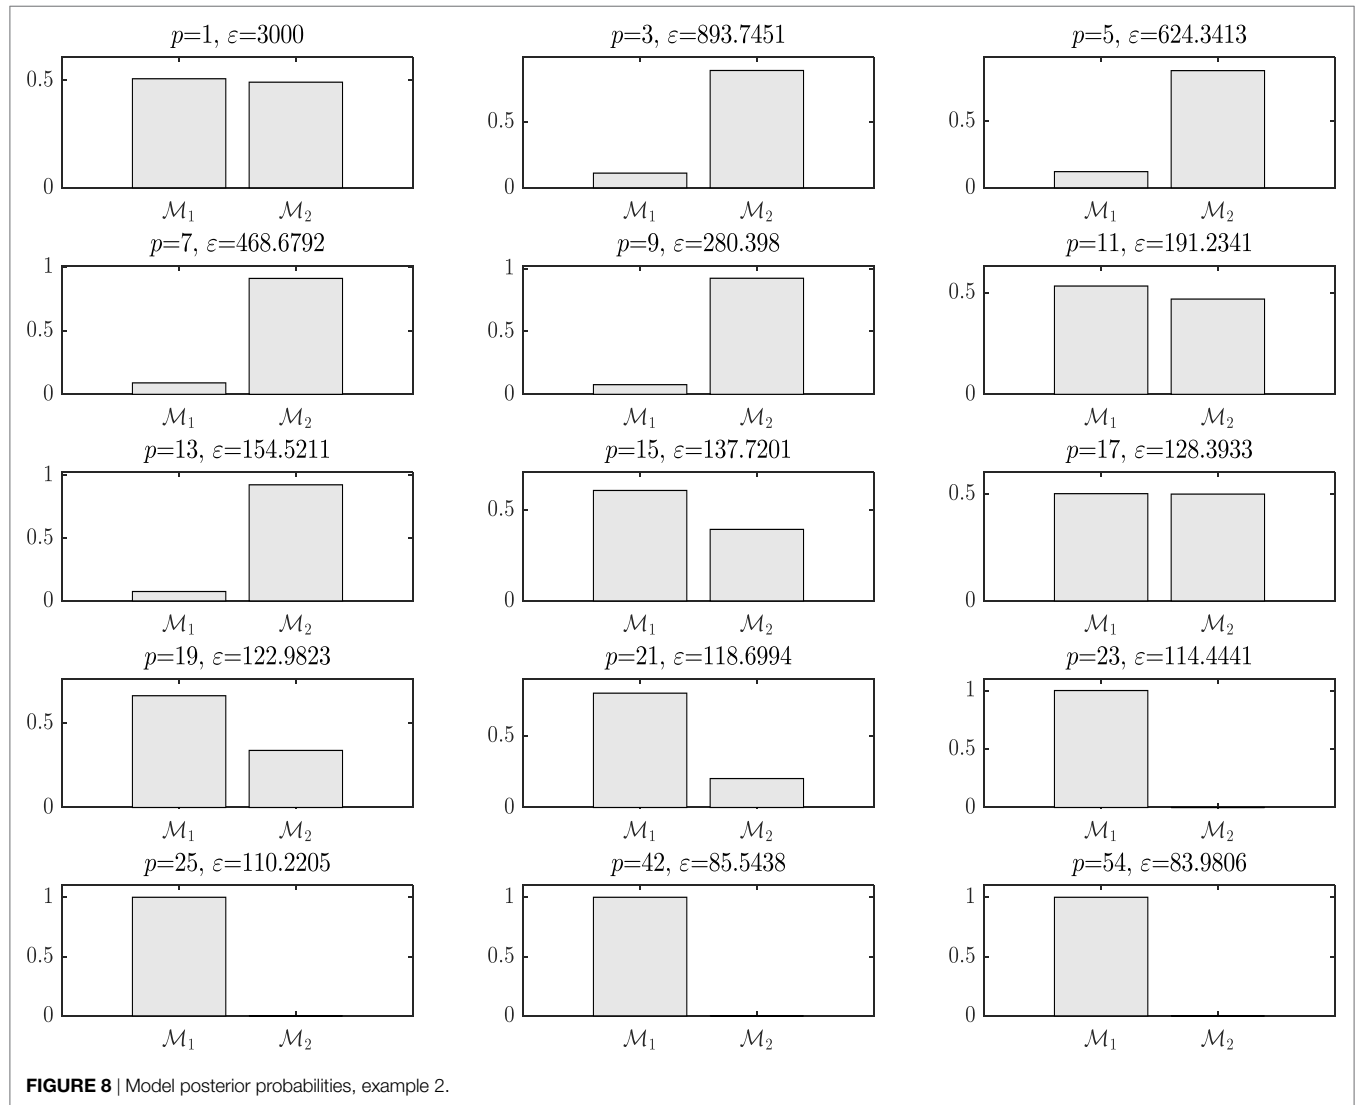 p=1, ε=3000
0.5
0
ℳ₁ ℳ₂
p=3, ε=893.7451
0.5
0
ℳ₁ ℳ₂
p=5, ε=624.3413
0.5
0
ℳ₁ ℳ₂
p=7, ε=468.6792
1
0.5
0
ℳ₁ ℳ₂
p=9, ε=280.398
1
0.5
0
ℳ₁ ℳ₂
p=11, ε=191.2341
0.5
0
ℳ₁ ℳ₂
p=13, ε=154.5211
1
0.5
0
ℳ₁ ℳ₂
p=15, ε=137.7201
0.5
0
ℳ₁ ℳ₂
p=17, ε=128.3933
0.5
0
ℳ₁ ℳ₂
p=19, ε=122.9823
0.5
0
ℳ₁ ℳ₂
p=21, ε=118.6994
0.5
0
ℳ₁ ℳ₂
p=23, ε=114.4441
1
0.5
0
ℳ₁ ℳ₂
p=25, ε=110.2205
1
0.5
0
ℳ₁ ℳ₂
p=42, ε=85.5438
1
0.5
0
ℳ₁ ℳ₂
p=54, ε=83.9806
1
0.5
0
ℳ₁ ℳ₂
FIGURE 8 | Model posterior probabilities, example 2.